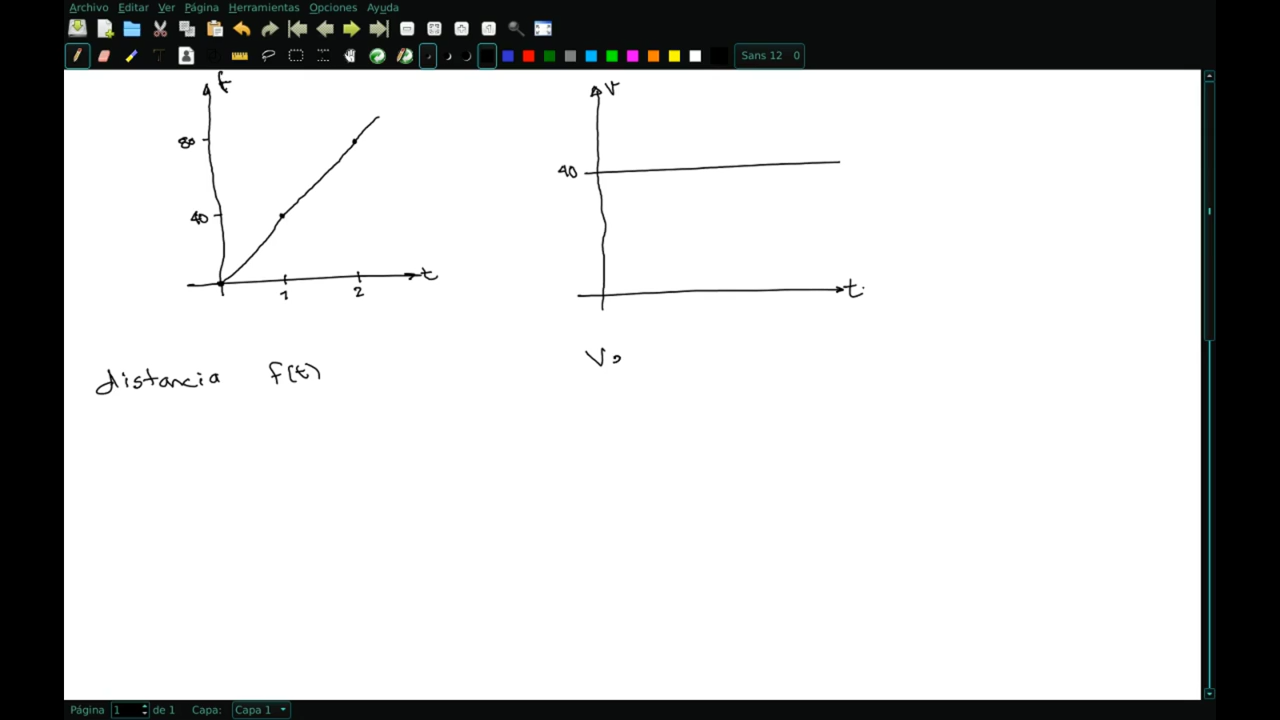 Archivo Editar Ver Página Herramientas Opciones Ayuda
Sans 12 0
f
80
40
1 2 t
v
40
t
distancia f(t)
Página 1 de 1 Capa: Capa 1